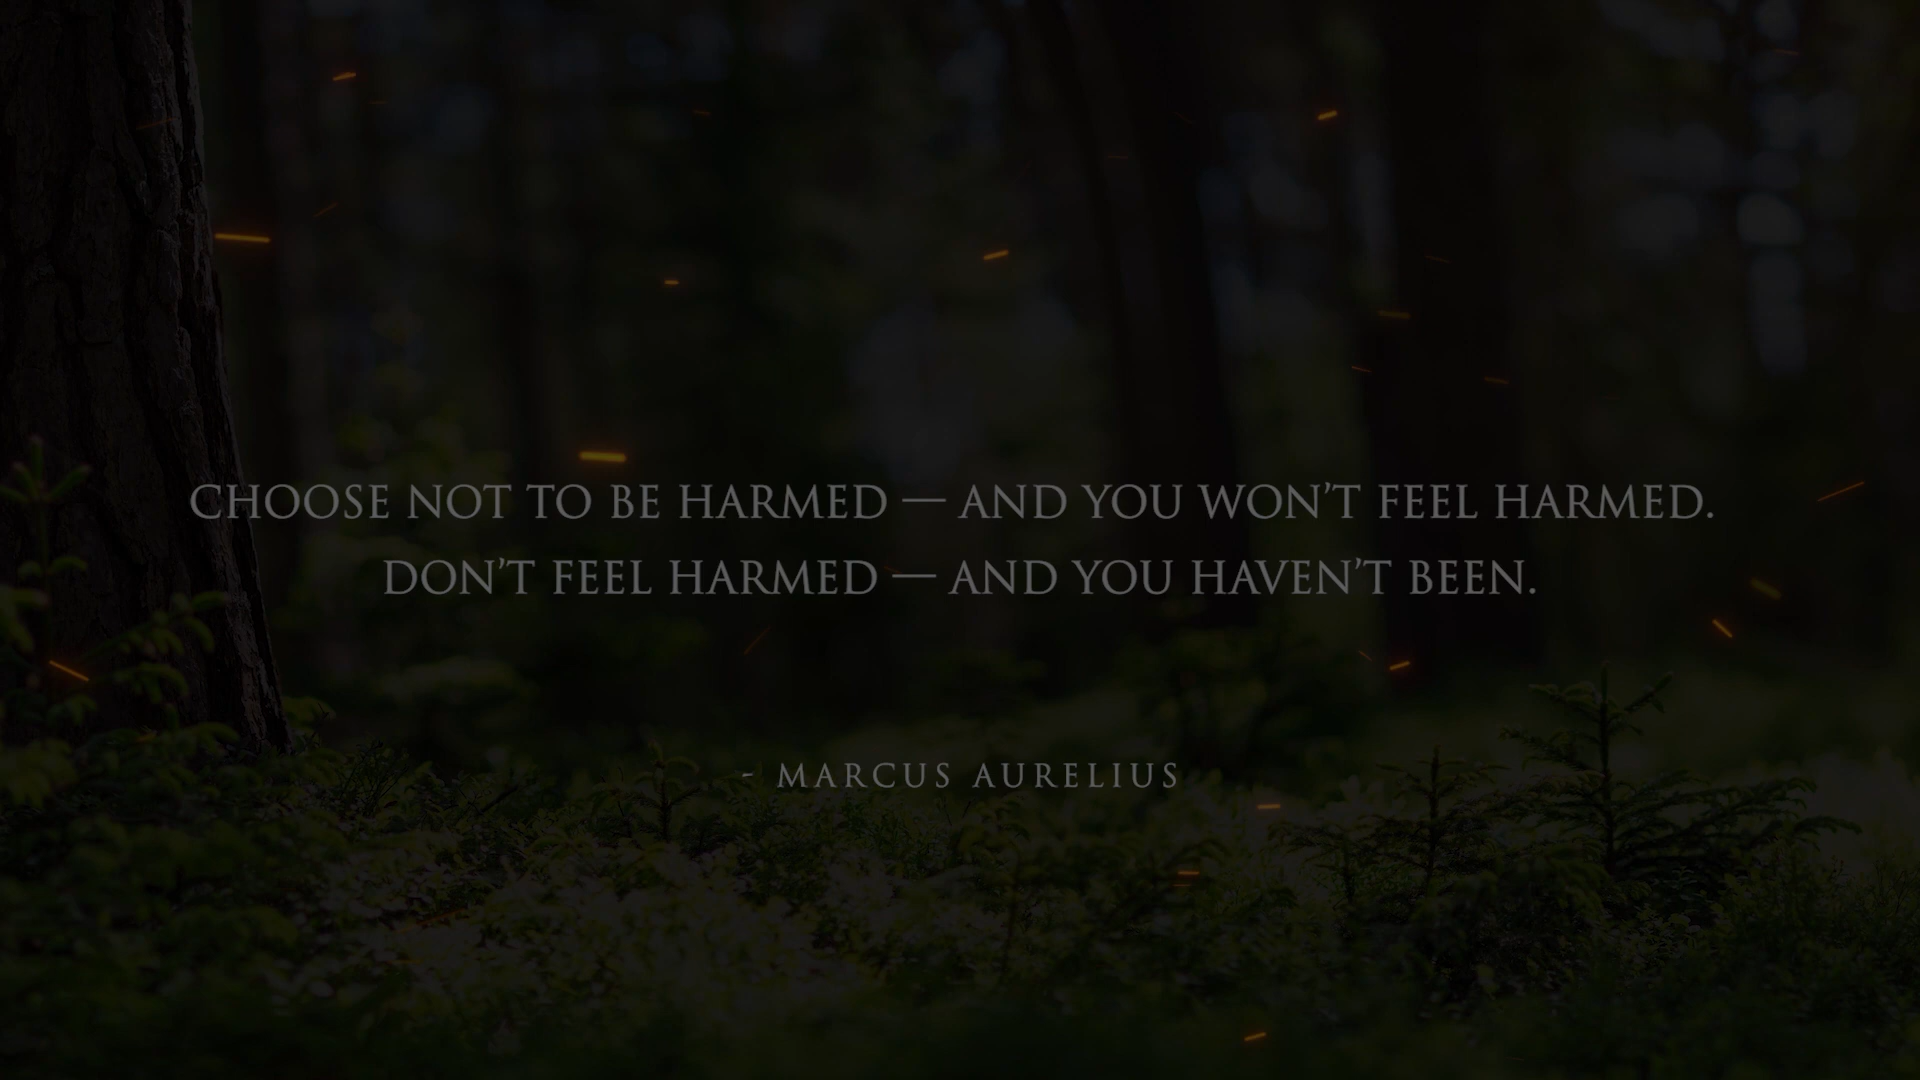 CHOOSE NOT TO BE HARMED — AND YOU WON’T FEEL HARMED.
DON’T FEEL HARMED — AND YOU HAVEN’T BEEN.
- MARCUS AURELIUS